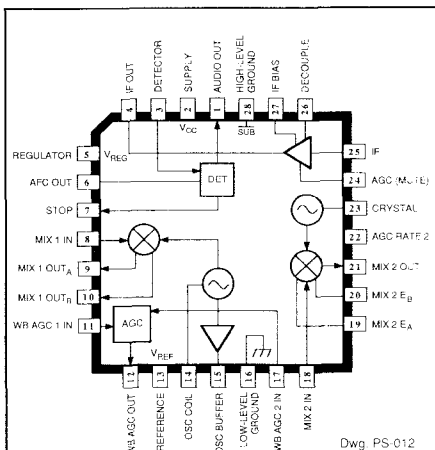 IF OUT
DETECTOR
SUPPLY
AUDIO OUT
HIGH-LEVEL
GROUND
IF BIAS
DECOUPLE
4
3
2
1
28
27
26
VCC
SUB
REGULATOR 5 VREG
AFC OUT 6
STOP 7
MIX 1 IN 8
MIX 1 OUTA 9
MIX 1 OUTB 10
WB AGC 1 IN 11
DET
AGC
VREF
25 IF
24 AGC (MUTE)
23 CRYSTAL
22 AGC RATE 2
21 MIX 2 OUT
20 MIX 2 EB
19 MIX 2 EA
12
13
14
15
16
17
18
WB AGC OUT
REFERENCE
OSC COIL
OSC BUFFER
LOW-LEVEL
GROUND
WB AGC 2 IN
MIX 2 IN
Dwg. PS-012